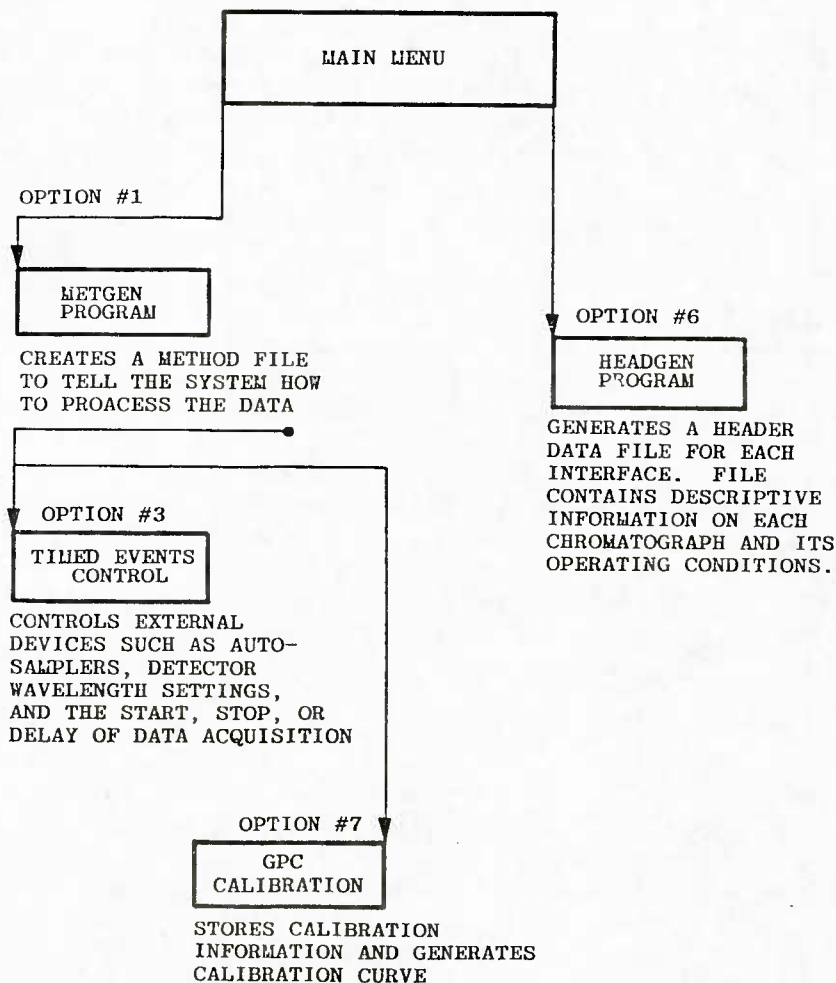 MAIN MENU
OPTION #1
METGEN
PROGRAM
CREATES A METHOD FILE
TO TELL THE SYSTEM HOW
TO PROACESS THE DATA
OPTION #6
HEADGEN
PROGRAM
GENERATES A HEADER
DATA FILE FOR EACH
INTERFACE. FILE
CONTAINS DESCRIPTIVE
INFORMATION ON EACH
CHROMATOGRAPH AND ITS
OPERATING CONDITIONS.
OPTION #3
TIMED EVENTS
CONTROL
CONTROLS EXTERNAL
DEVICES SUCH AS AUTO-
SAMPLERS, DETECTOR
WAVELENGTH SETTINGS,
AND THE START, STOP, OR
DELAY OF DATA ACQUISITION
OPTION #7
GPC
CALIBRATION
STORES CALIBRATION
INFORMATION AND GENERATES
CALIBRATION CURVE